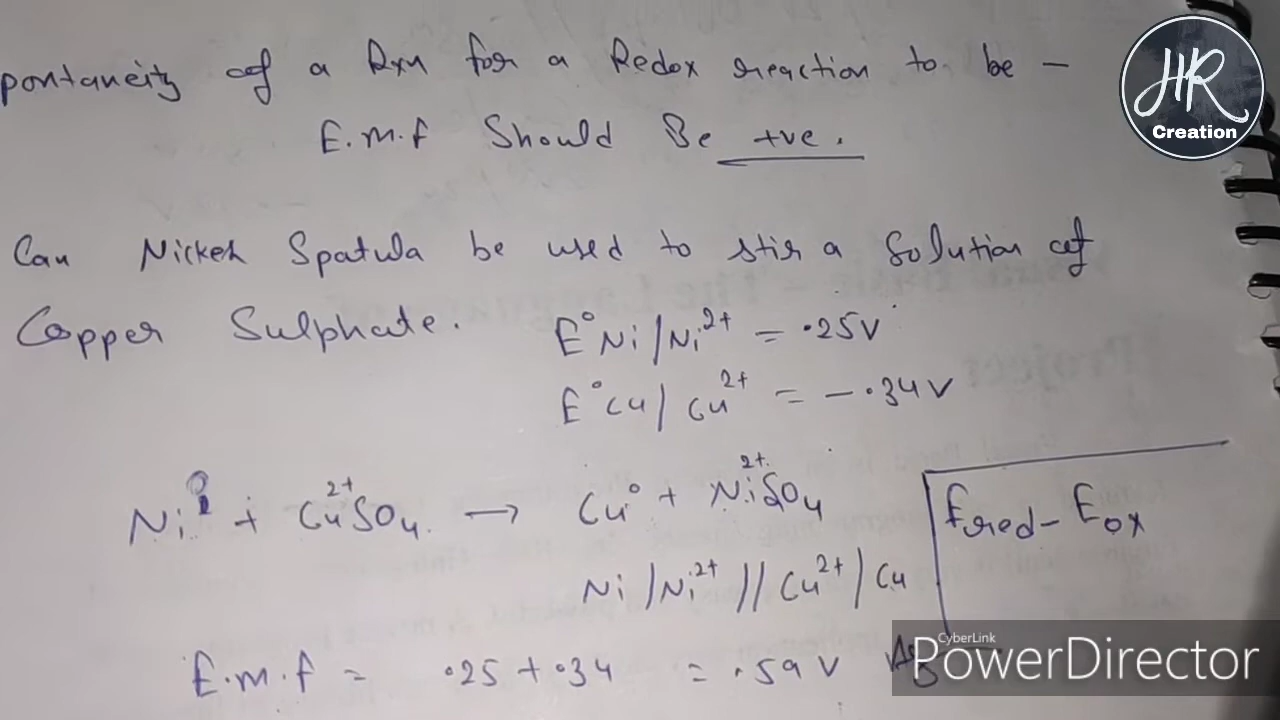 pontaneity of a Rxn for a Redox reaction to be -
E.m.f Should Be +ve.
HR
Creation
Can Nickel Spatula be used to stir a Solution of
Copper Sulphate.
E° Ni/Ni²⁺ = .25V
E° Cu/Cu²⁺ = - .34V
Ni + Cu²⁺SO₄ → Cu° + Ni²⁺SO₄
Ered - Eox
Ni/Ni²⁺//Cu²⁺/Cu
E.m.f = .25 + .34 = .59 V
CyberLink
PowerDirector